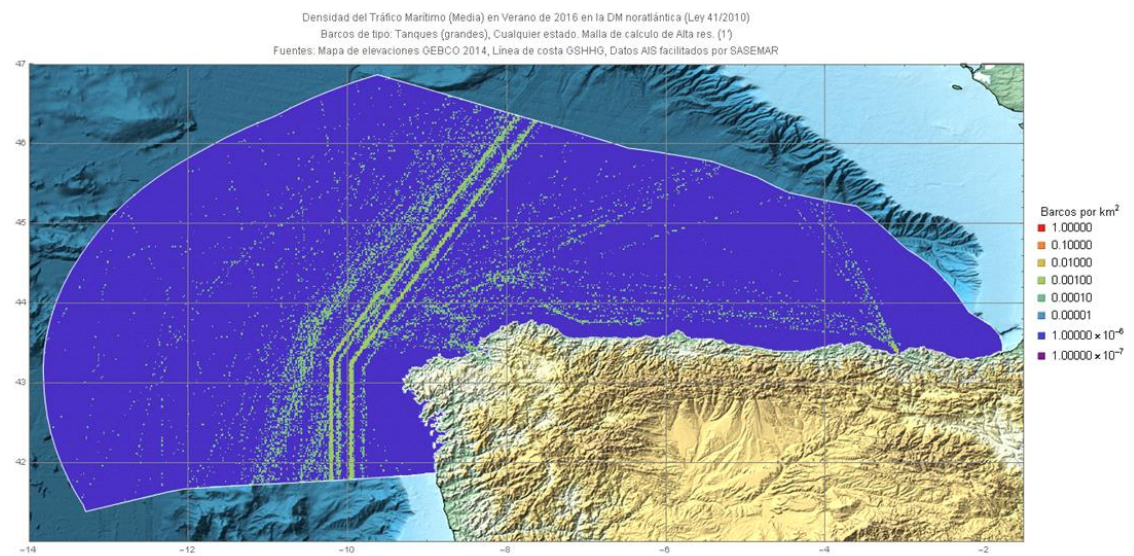 Densidad del Tráfico Marítimo (Media) en Verano de 2016 en la DM noratlántica (Ley 41/2010)
Barcos de tipo: Tanques (grandes), Cualquier estado. Malla de calculo de Alta res. (1')
Fuentes: Mapa de elevaciones GEBCO 2014, Línea de costa GSHHG, Datos AIS facilitados por SASEMAR
47
46
45
44
43
42
-14 -12 -10 -8 -6 -4 -2
Barcos por km²
1.00000
0.10000
0.01000
0.00100
0.00010
0.00001
1.00000 × 10⁻⁶
1.00000 × 10⁻⁷